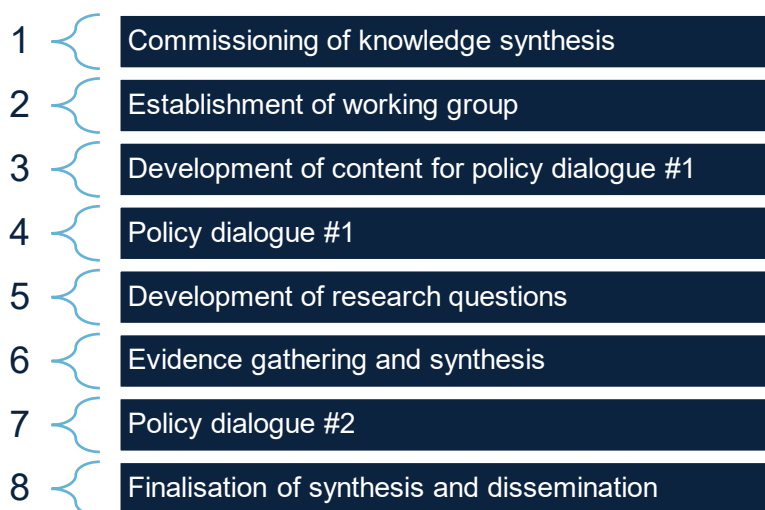 1 Commissioning of knowledge synthesis
2 Establishment of working group
3 Development of content for policy dialogue #1
4 Policy dialogue #1
5 Development of research questions
6 Evidence gathering and synthesis
7 Policy dialogue #2
8 Finalisation of synthesis and dissemination